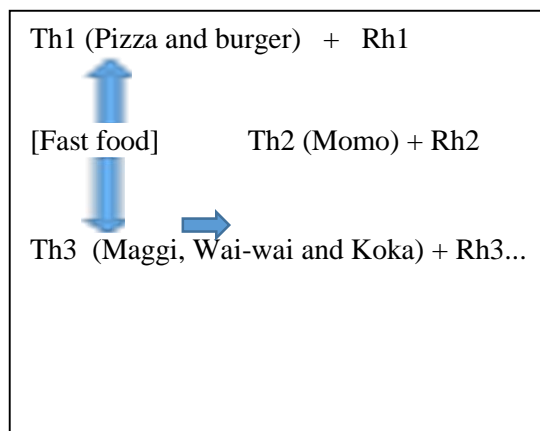 Th1 (Pizza and burger) + Rh1
[Fast food] Th2 (Momo) + Rh2
Th3 (Maggi, Wai-wai and Koka) + Rh3...